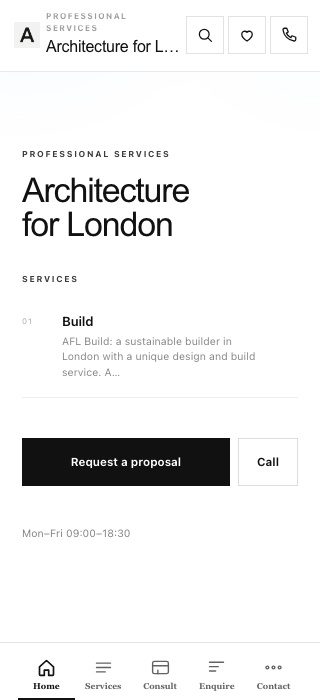 A
PROFESSIONAL
SERVICES
Architecture for L...
PROFESSIONAL SERVICES
Architecture
for London
SERVICES
01
Build
AFL Build: a sustainable builder in
London with a unique design and build
service. A...
Request a proposal
Call
Mon–Fri 09:00–18:30
Home
Services
Consult
Enquire
Contact